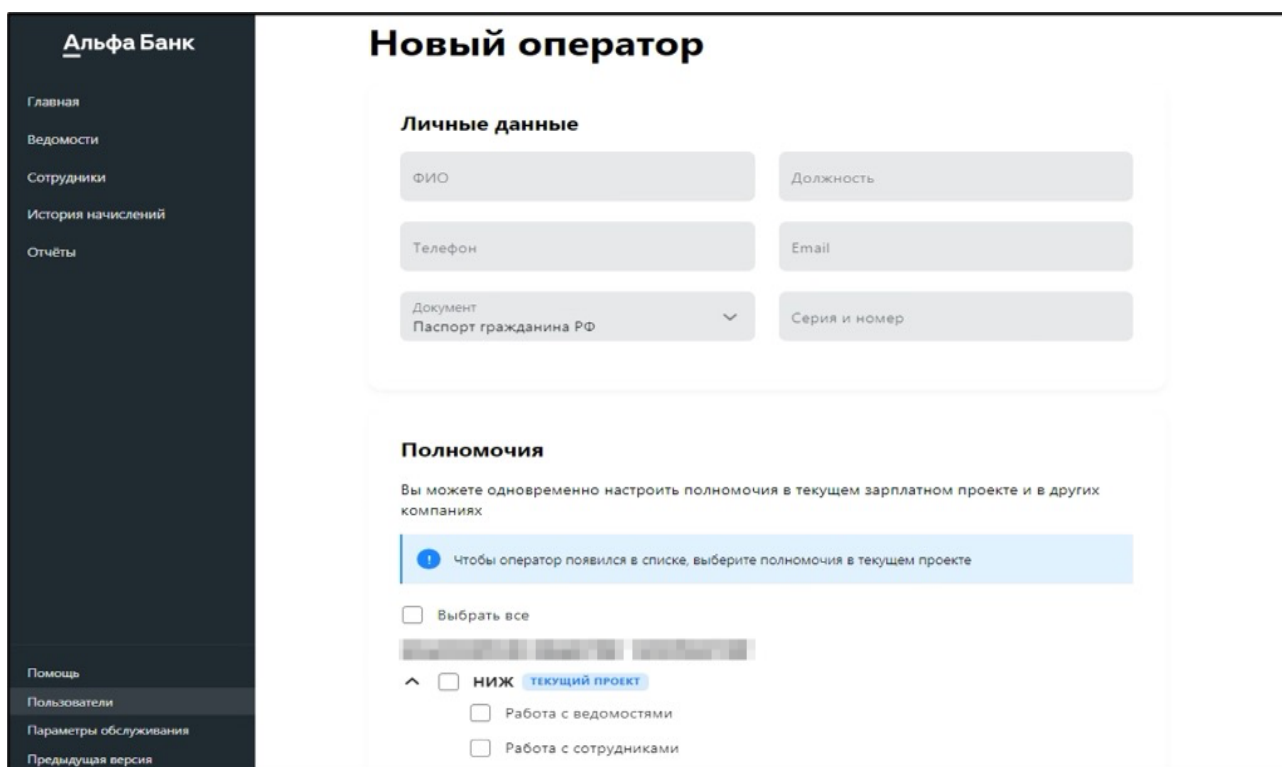 Альфа Банк
Главная
Ведомости
Сотрудники
История начислений
Отчёты
Помощь
Пользователи
Параметры обслуживания
Предыдущая версия
Новый оператор
Личные данные
ФИО
Должность
Телефон
Email
Документ
Паспорт гражданина РФ
Серия и номер
Полномочия
Вы можете одновременно настроить полномочия в текущем зарплатном проекте и в других
компаниях
Чтобы оператор появился в списке, выберите полномочия в текущем проекте
Выбрать все
НИЖ ТЕКУЩИЙ ПРОЕКТ
Работа с ведомостями
Работа с сотрудниками